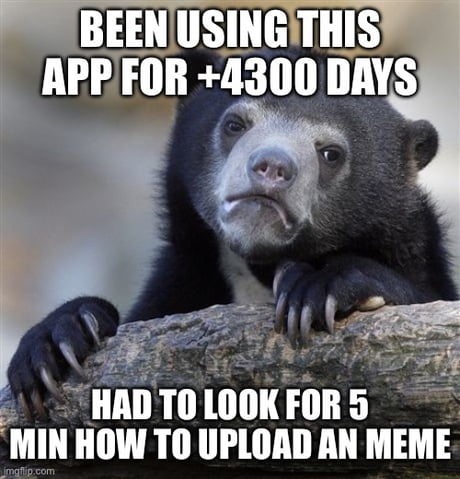 BEEN USING THIS
APP FOR +4300 DAYS
HAD TO LOOK FOR 5
MIN HOW TO UPLOAD AN MEME
imgflip.com